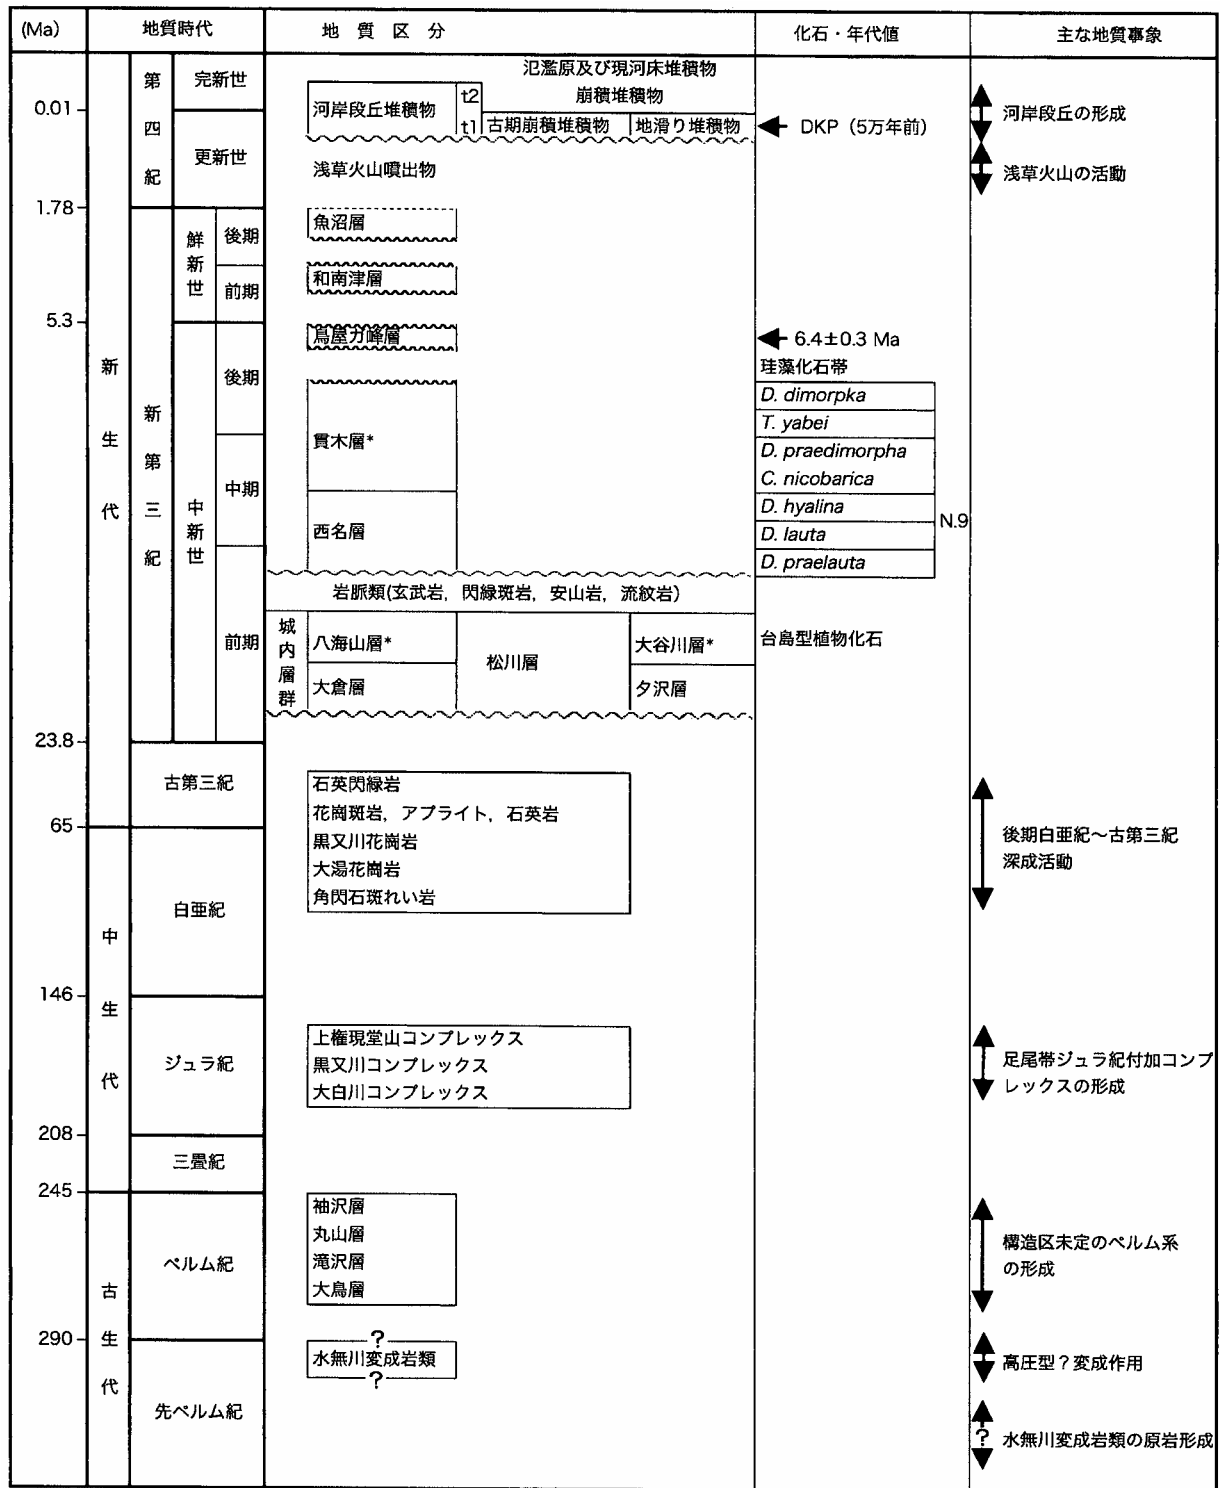 (Ma)
地質時代
地質区分
化石・年代値
主な地質事象
第四紀
完新世
氾濫原及び現河床堆積物
崩積堆積物
河岸段丘堆積物
t2
t1
古期崩積堆積物
地滑り堆積物
DKP（5万年前）
河岸段丘の形成
0.01
更新世
浅草火山噴出物
浅草火山の活動
1.78
新生代
新第三紀
鮮新世
後期
魚沼層
前期
和南津層
5.3
中新世
後期
鳥屋ガ峰層
6.4±0.3 Ma
珪藻化石帯
D. dimorpka
T. yabei
貫木層*
D. praedimorpha
中期
C. nicobarica
D. hyalina
N.9
西名層
D. lauta
D. praelauta
岩脈類(玄武岩，閃緑斑岩，安山岩，流紋岩)
前期
城内層群
八海山層*
松川層
大谷川層*
台島型植物化石
大倉層
夕沢層
23.8
古第三紀
石英閃緑岩
花崗斑岩，アプライト，石英岩
65
黒又川花崗岩
後期白亜紀〜古第三紀
深成活動
大湯花崗岩
角閃石斑れい岩
中生代
白亜紀
146
ジュラ紀
上権現堂山コンプレックス
黒又川コンプレックス
大白川コンプレックス
足尾帯ジュラ紀付加コンプ
レックスの形成
208
三畳紀
245
古生代
ペルム紀
袖沢層
丸山層
滝沢層
大鳥層
構造区未定のペルム系
の形成
290
?
水無川変成岩類
?
高圧型？変成作用
先ペルム紀
?
水無川変成岩類の原岩形成